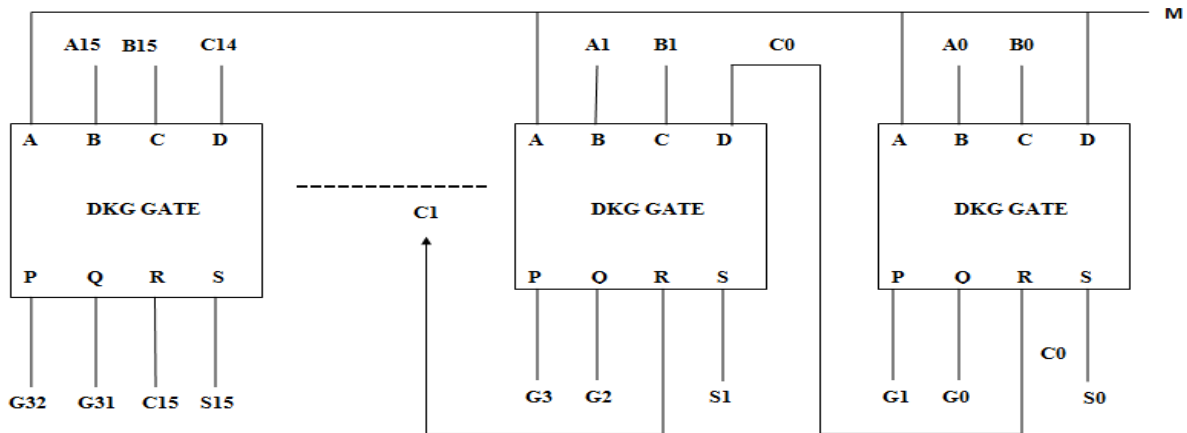 M
A15 B15 C14 A1 B1 C0 A0 B0
A B C D A B C D A B C D
DKG GATE DKG GATE DKG GATE
C1
P Q R S P Q R S P Q R S
C0
G32 G31 C15 S15 G3 G2 S1 G1 G0 S0